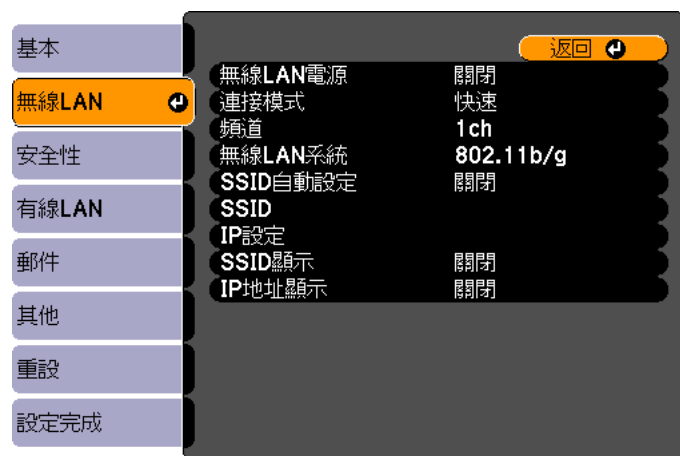 基本
無線LAN
安全性
有線LAN
郵件
其他
重設
設定完成
返回
無線LAN電源 關閉
連接模式 快速
頻道 1ch
無線LAN系統 802.11b/g
SSID自動設定 關閉
SSID
IP設定
SSID顯示 關閉
IP地址顯示 關閉